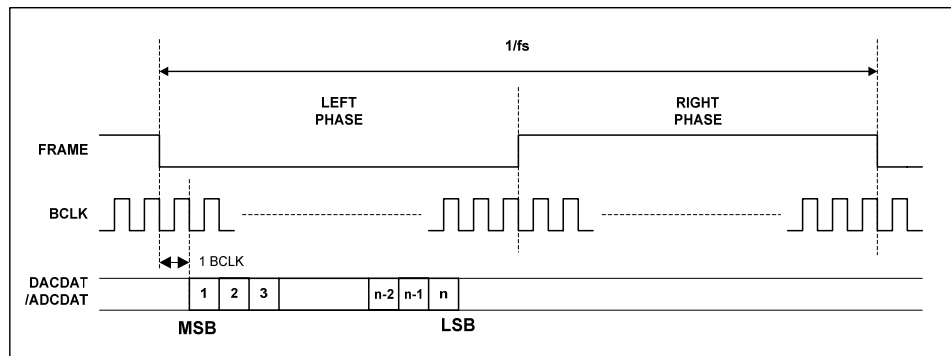 1/fs
LEFT
PHASE
RIGHT
PHASE
FRAME
BCLK
1 BCLK
DACDAT
/ADCDAT
1 2 3 n-2 n-1 n
MSB LSB